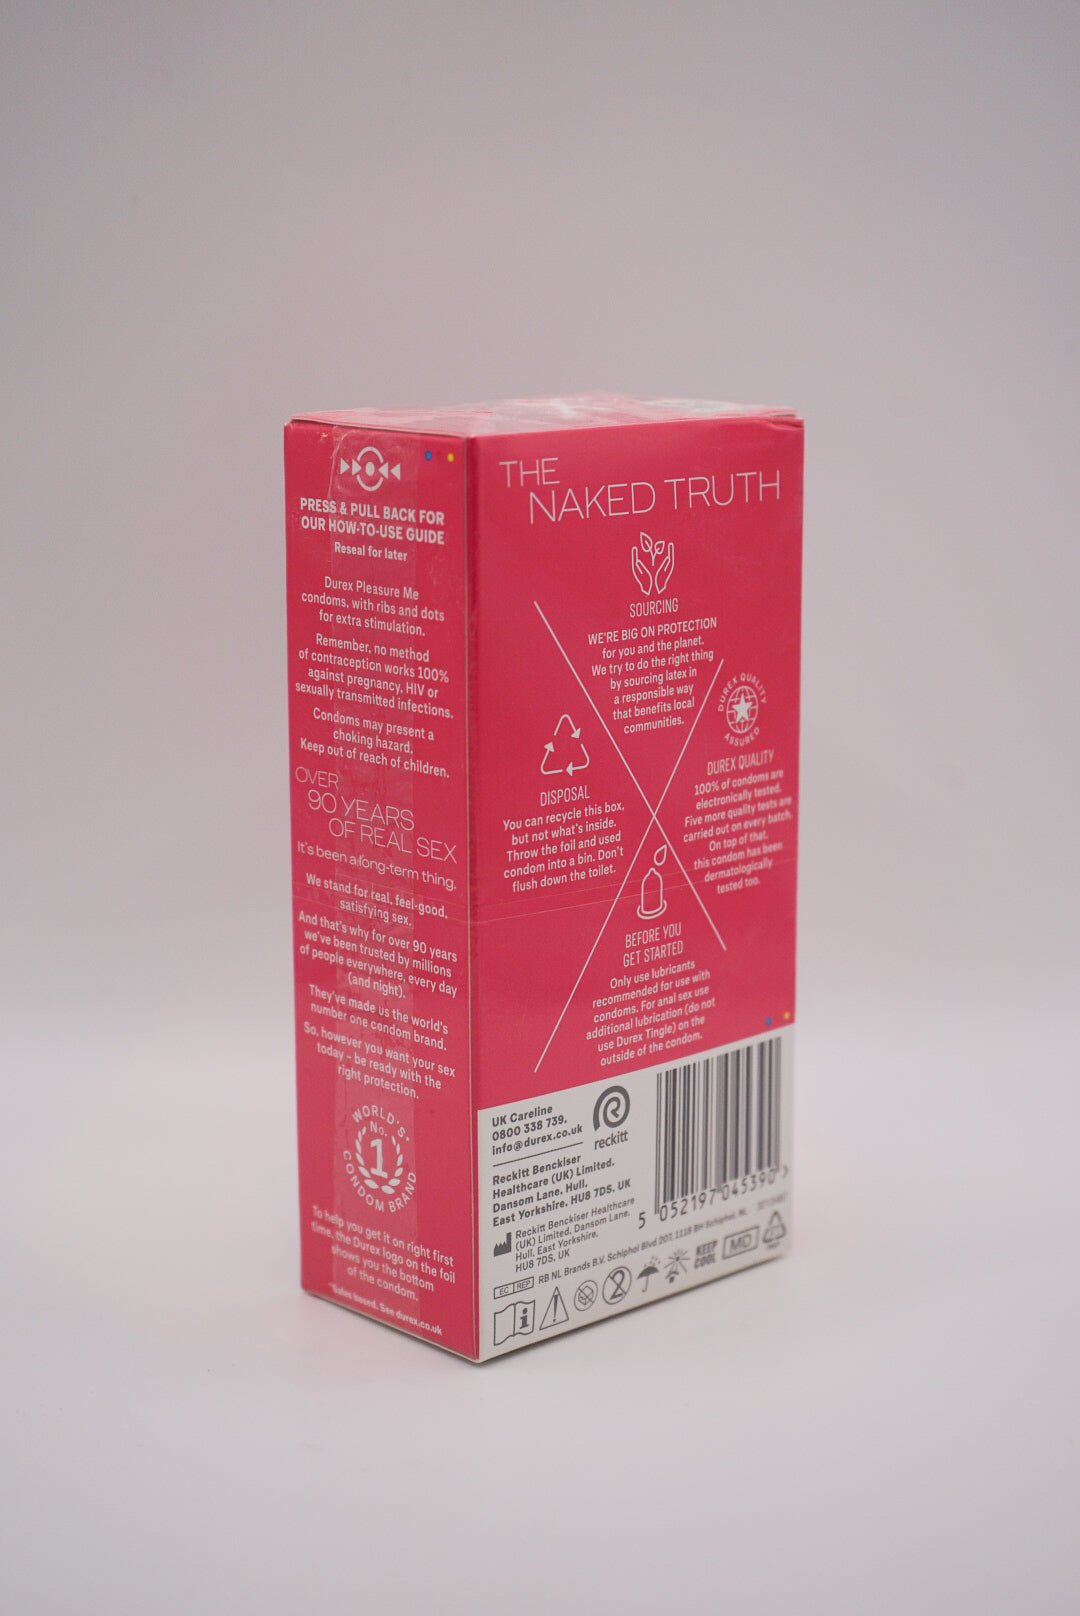 PRESS & PULL BACK FOR
OUR HOW-TO-USE GUIDE
Reseal for later
Durex Pleasure Me
condoms, with ribs and dots
for extra stimulation.
Remember, no method
of contraception works 100%
against pregnancy, HIV or
sexually transmitted infections.
Condoms may present a
choking hazard,
Keep out of reach of children.
OVER
90 YEARS
OF REAL SEX
It's been a long-term thing.
We stand for real, feel-good,
satisfying sex.
And that's why for over 90 years
we've been trusted by millions
of people everywhere, every day
(and night).
They've made us the world's
number one condom brand.
So, however you want your sex
today - be ready with the
right protection.
WORLD'S
No.
1
CONDOM BRAND
To help you get it on right first
time, the Durex logo on the foil
shows you the bottom
of the condom.
*Sales based. See durex.co.uk
THE
NAKED TRUTH
SOURCING
WE'RE BIG ON PROTECTION
for you and the planet.
We try to do the right thing
by sourcing latex in
a responsible way
that benefits local
communities.
DISPOSAL
You can recycle this box,
but not what's inside.
Throw the foil and used
condom into a bin. Don't
flush down the toilet.
DUREX QUALITY
ASSURED
DUREX QUALITY
100% of condoms are
electronically tested.
Five more quality tests are
carried out on every batch.
On top of that,
this condom has been
dermatologically
tested too.
BEFORE YOU
GET STARTED
Only use lubricants
recommended for use with
condoms. For anal sex use
additional lubrication (do not
use Durex Tingle) on the
outside of the condom.
UK Careline
0800 338 739.
info@durex.co.uk
reckitt
Reckitt Benckiser
Healthcare (UK) Limited.
Dansom Lane, Hull,
East Yorkshire, HU8 7DS. UK
Reckitt Benckiser Healthcare
(UK) Limited, Dansom Lane,
Hull, East Yorkshire,
HU8 7DS, UK
5 052197 045390 >
EC REP RB NL Brands B.V. Schiphol Blvd 207, 1118 BH Schiphol, NL
i
2
KEEP
COOL
MD